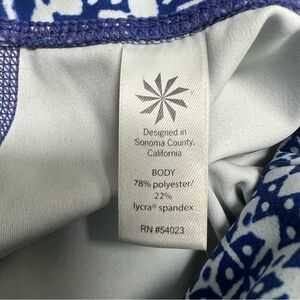 Designed in
Sonoma County,
California
BODY
78% polyester/
22%
lycra® spandex
RN #54023